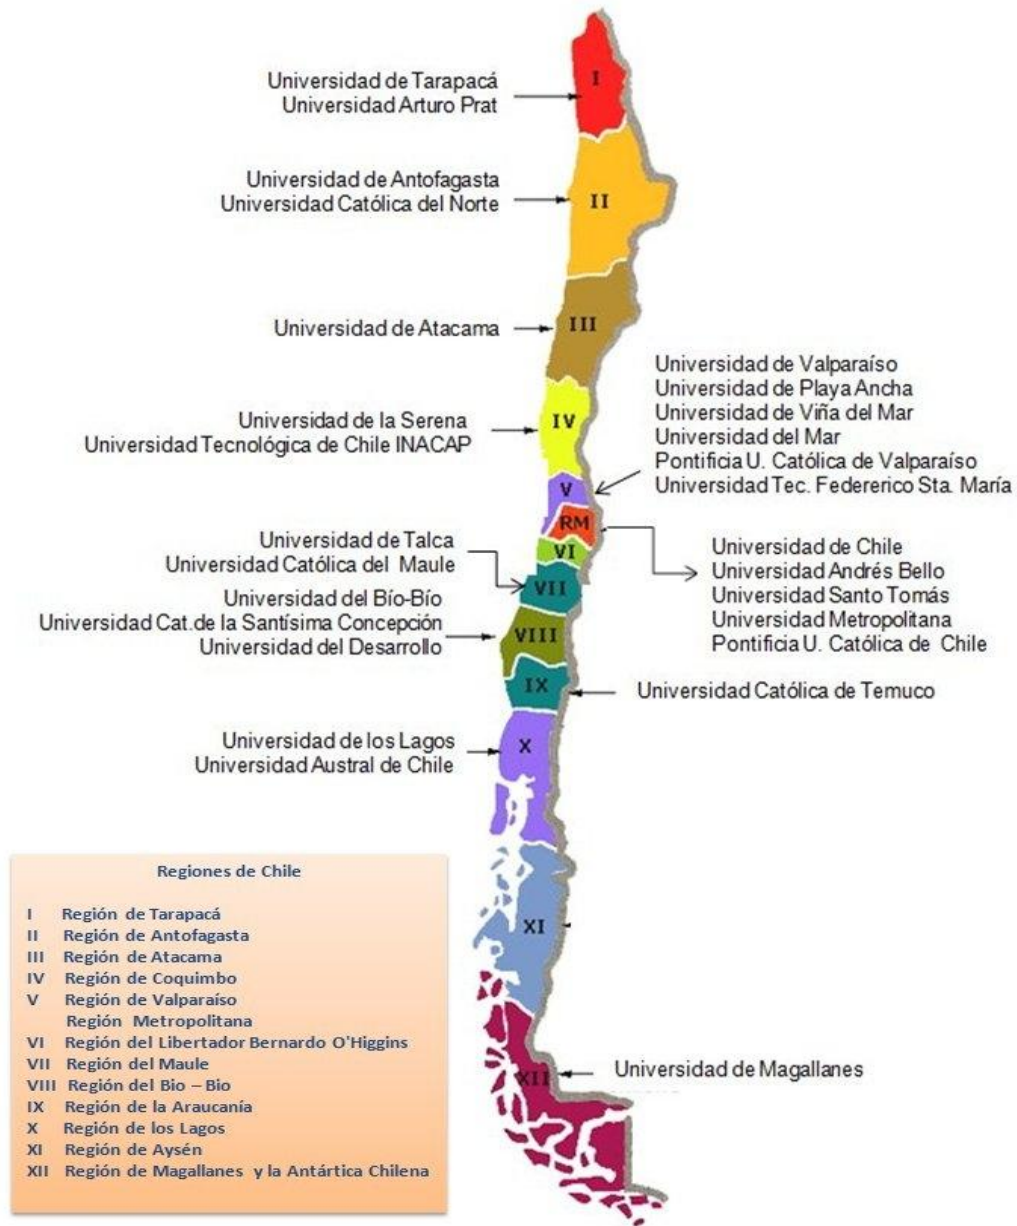 I
Universidad de Tarapacá
Universidad Arturo Prat
Universidad de Antofagasta
Universidad Católica del Norte
II
Universidad de Atacama
III
Universidad de Valparaíso
Universidad de Playa Ancha
Universidad de Viña del Mar
Universidad del Mar
Pontificia U. Católica de Valparaíso
Universidad Tec. Federerico Sta. María
Universidad de la Serena
Universidad Tecnológica de Chile INACAP
IV
V
RM
Universidad de Chile
Universidad Andrés Bello
Universidad Santo Tomás
Universidad Metropolitana
Pontificia U. Católica de Chile
VI
Universidad de Talca
Universidad Católica del Maule
VII
Universidad del Bío-Bío
Universidad Cat.de la Santísima Concepción
Universidad del Desarrollo
VIII
IX
Universidad Católica de Temuco
Universidad de los Lagos
Universidad Austral de Chile
X
XI
Universidad de Magallanes
XII
Regiones de Chile
I Región de Tarapacá
II Región de Antofagasta
III Región de Atacama
IV Región de Coquimbo
V Región de Valparaíso
Región Metropolitana
VI Región del Libertador Bernardo O'Higgins
VII Región del Maule
VIII Región del Bio – Bio
IX Región de la Araucanía
X Región de los Lagos
XI Región de Aysén
XII Región de Magallanes y la Antártica Chilena